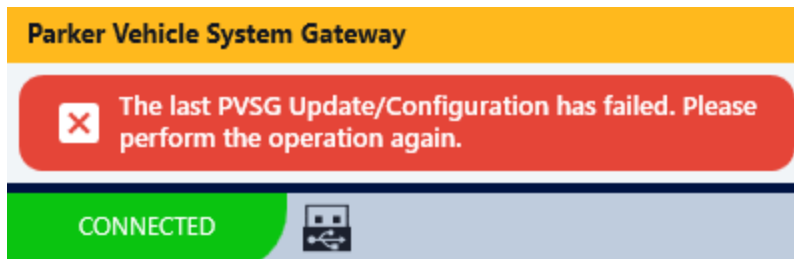 Parker Vehicle System Gateway
The last PVSG Update/Configuration has failed. Please
perform the operation again.
CONNECTED